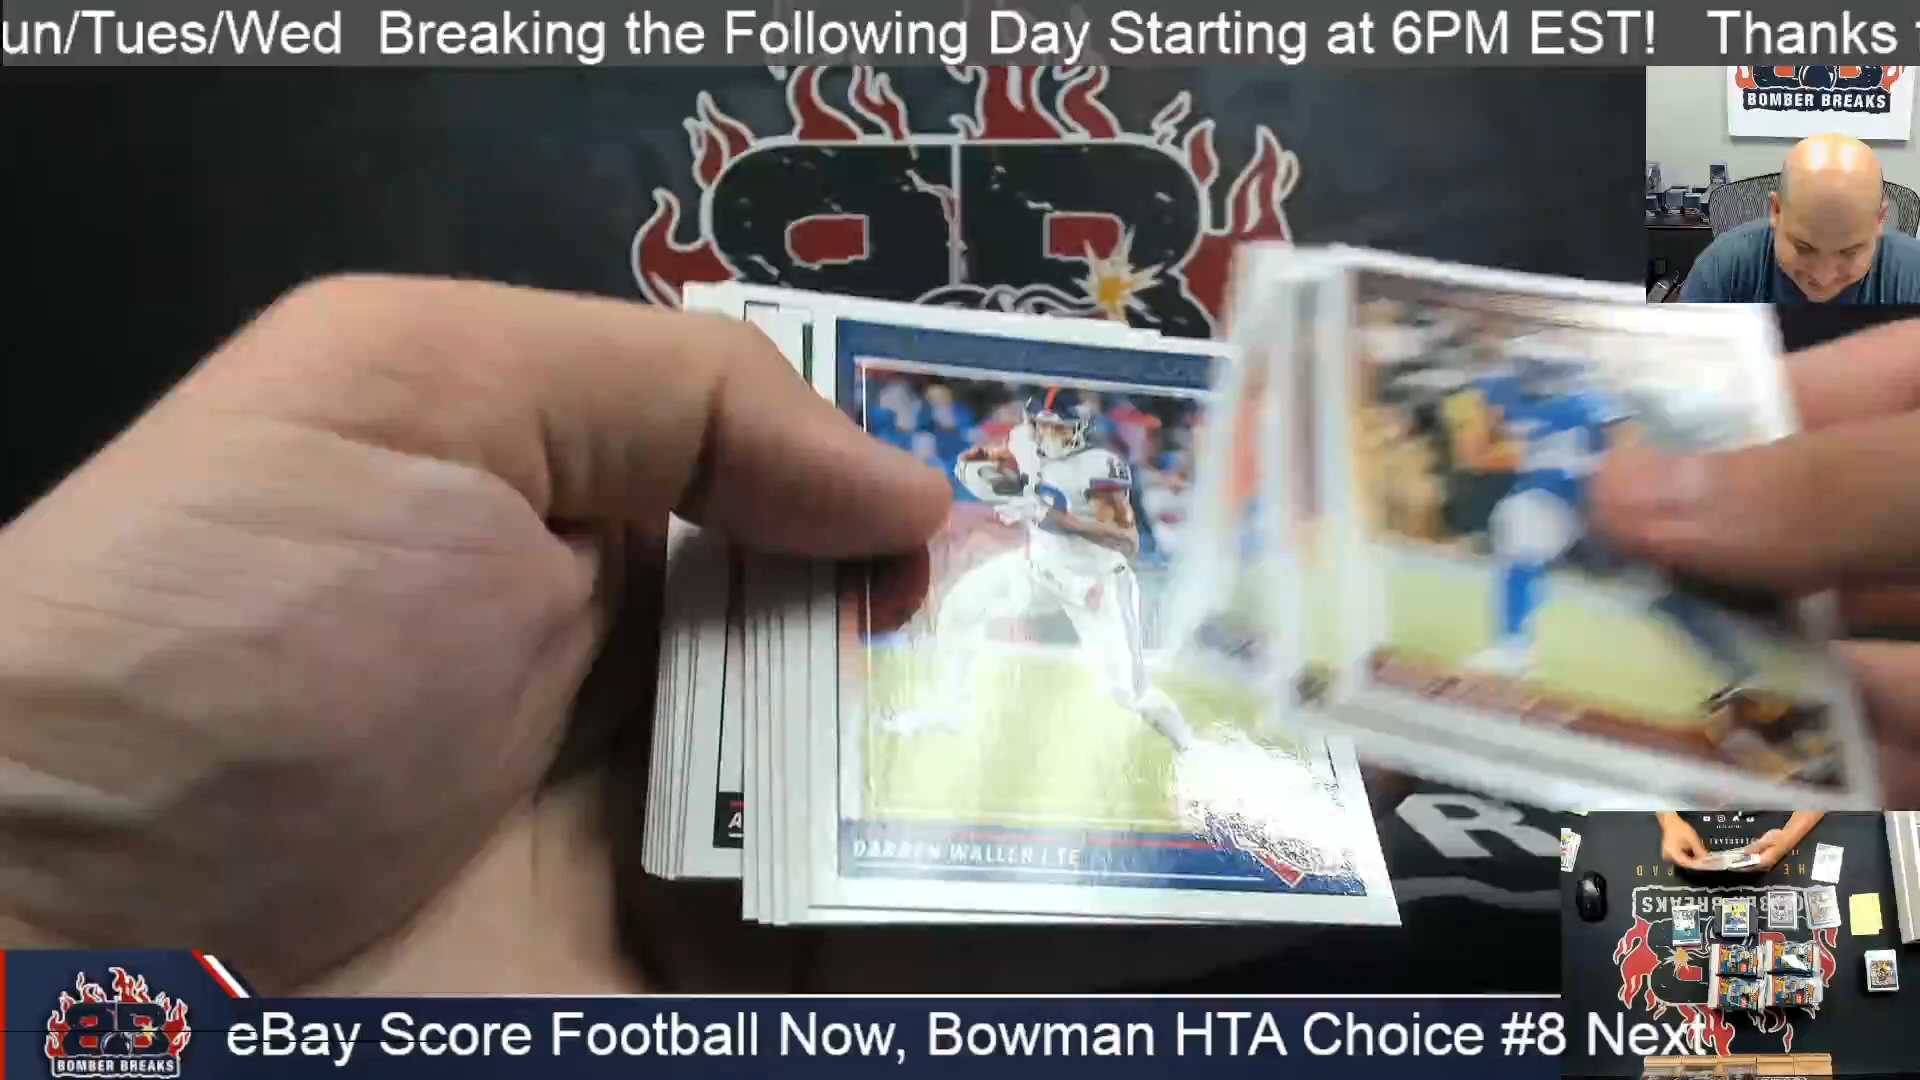 un/Tues/Wed  Breaking the Following Day Starting at 6PM EST!   Thanks
BOMBER BREAKS
DARREN WALLER | TE
A
R
BREAKS
eBay Score Football Now, Bowman HTA Choice #8 Next
BOMBER BREAKS